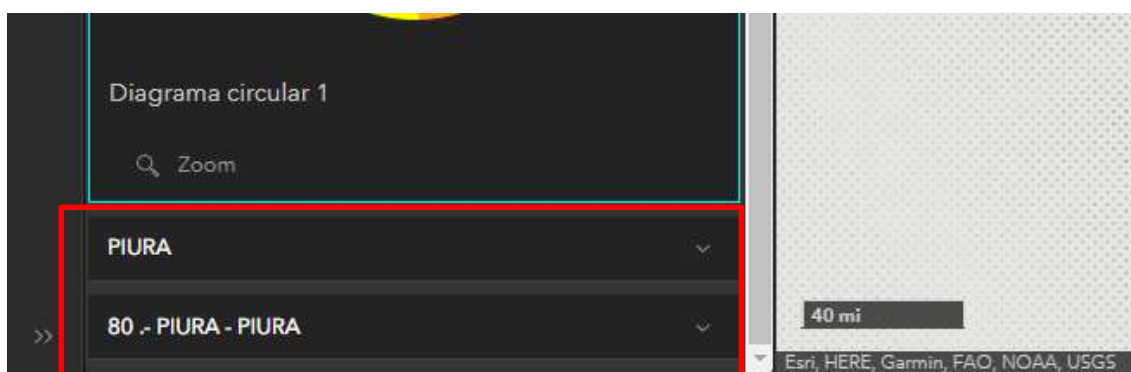 Diagrama circular 1
Zoom
PIURA
80 .- PIURA - PIURA
40 mi
Esri, HERE, Garmin, FAO, NOAA, USGS